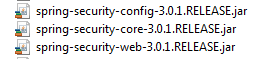 spring-security-config-3.0.1.RELEASE.jar
spring-security-core-3.0.1.RELEASE.jar
spring-security-web-3.0.1.RELEASE.jar